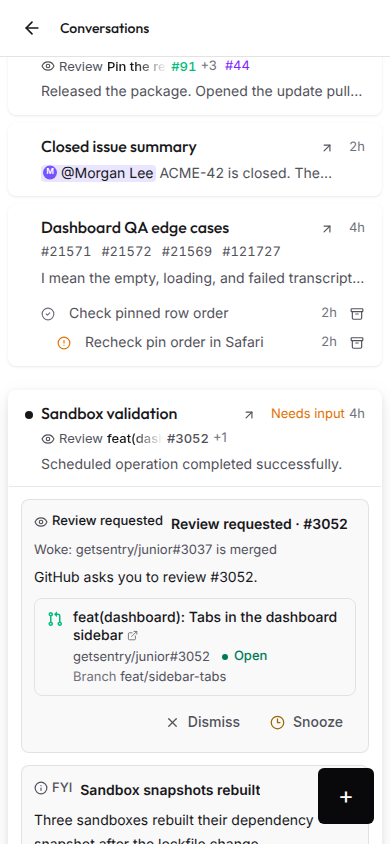 Conversations
Review Pin the re #91 +3 #44
Released the package. Opened the update pull...
Closed issue summary 2h
M @Morgan Lee ACME-42 is closed. The...
Dashboard QA edge cases 4h
#21571 #21572 #21569 #121727
I mean the empty, loading, and failed transcript...
Check pinned row order 2h
Recheck pin order in Safari 2h
Sandbox validation Needs input 4h
Review feat(das #3052 +1
Scheduled operation completed successfully.
Review requested Review requested · #3052
Woke: getsentry/junior#3037 is merged
GitHub asks you to review #3052.
feat(dashboard): Tabs in the dashboard
sidebar
getsentry/junior#3052 Open
Branch feat/sidebar-tabs
Dismiss Snooze
FYI Sandbox snapshots rebuilt
Three sandboxes rebuilt their dependency
snapshot after the lockfile change.